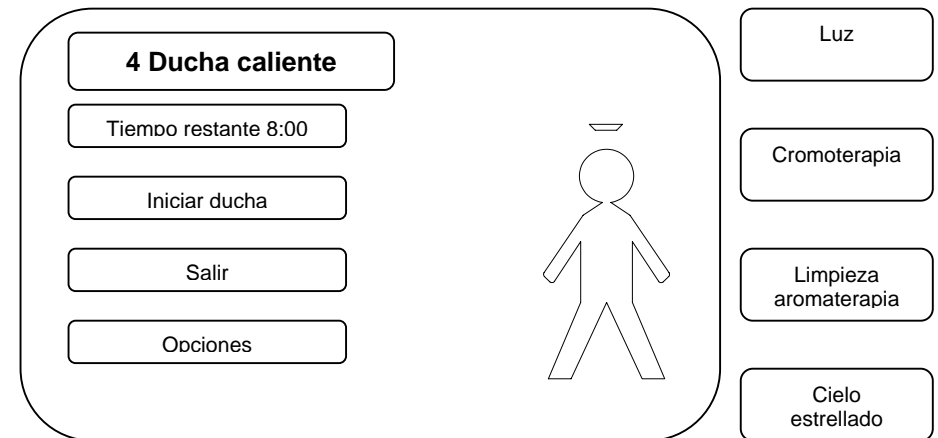 4 Ducha caliente
Tiempo restante 8:00
Iniciar ducha
Salir
Opciones
Luz
Cromoterapia
Limpieza
aromaterapia
Cielo
estrellado